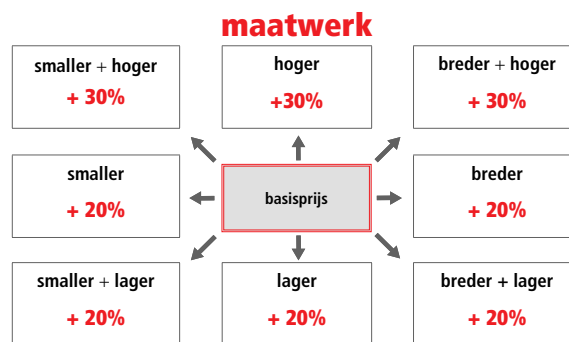 maatwerk
smaller + hoger
+ 30%
hoger
+30%
breder + hoger
+ 30%
smaller
+ 20%
basisprijs
breder
+ 20%
smaller + lager
+ 20%
lager
+ 20%
breder + lager
+ 20%